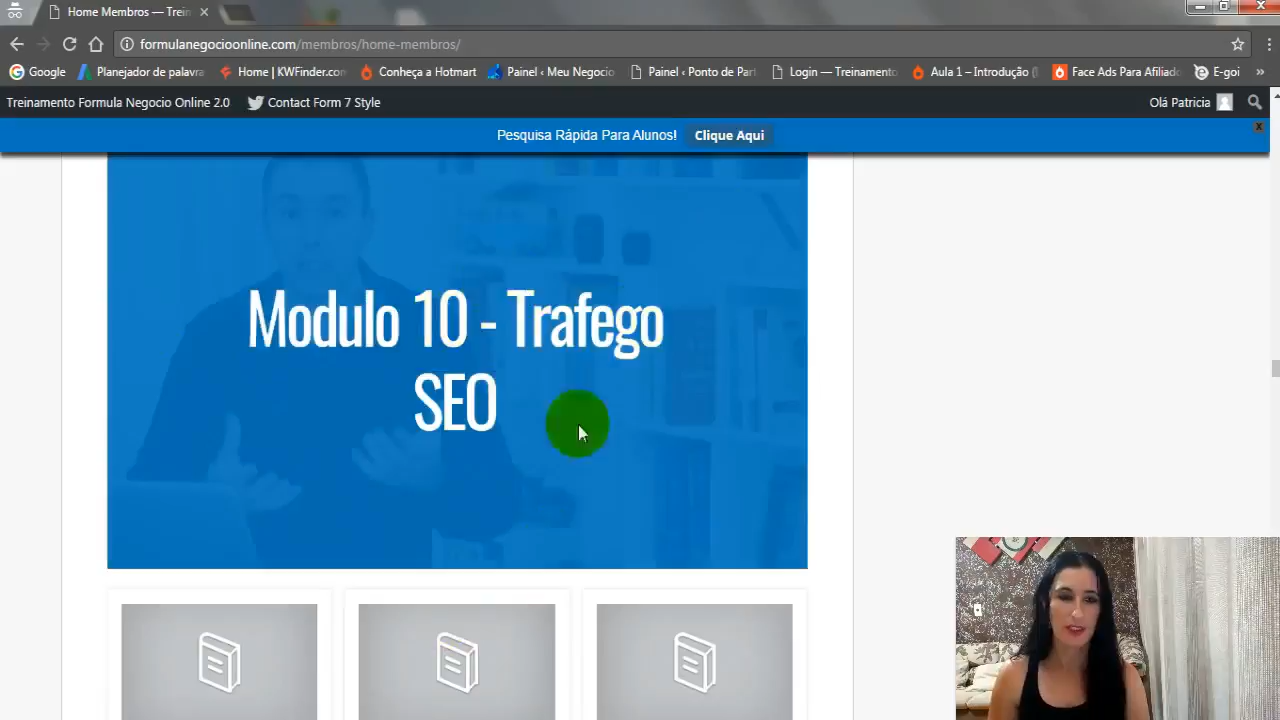 Home Membros — Trein
formulanegocioonline.com/membros/home-membros/
Google Planejador de palavra Home | KWFinder.com Conheça a Hotmart Painel ‹ Meu Negocio Painel ‹ Ponto de Part Login — Treinamento Aula 1 – Introdução ( Face Ads Para Afiliado E-goi »
Treinamento Formula Negocio Online 2.0 Contact Form 7 Style Olá Patricia
Pesquisa Rápida Para Alunos! Clique Aqui X
Modulo 10 - Trafego
SEO